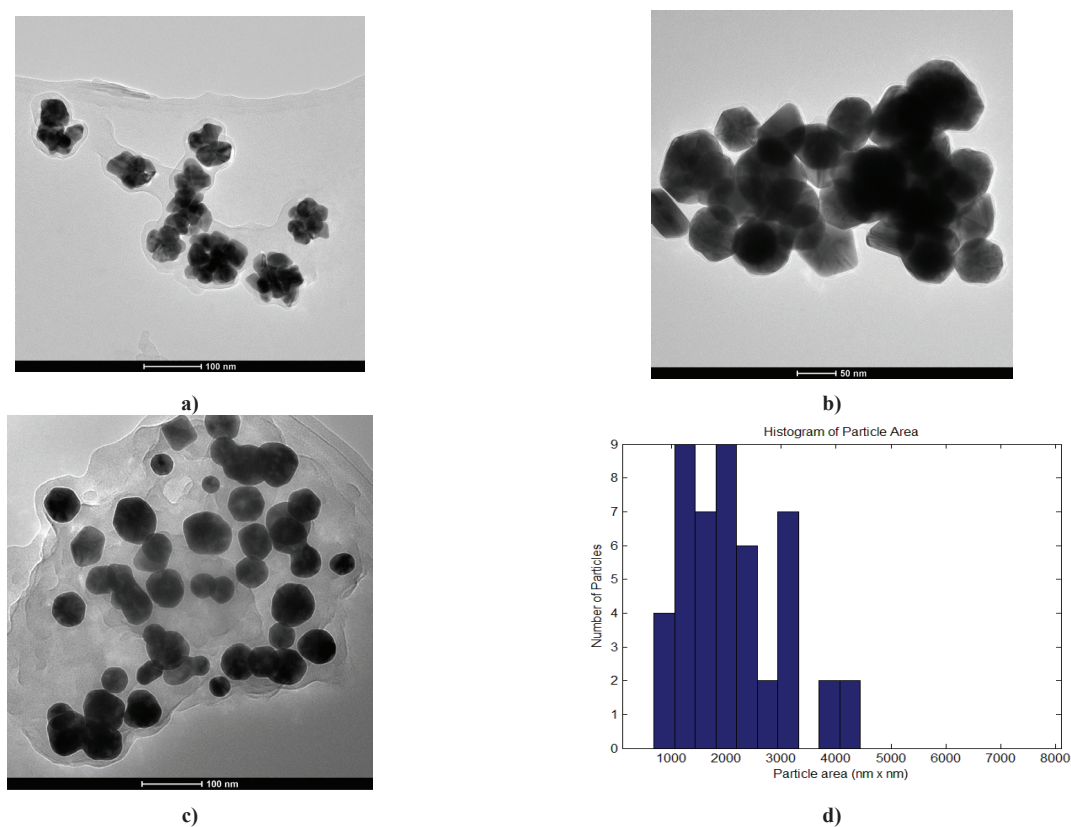 100 nm
50 nm
a)
b)
100 nm
c)
Histogram of Particle Area
9
8
7
6
5
4
3
2
1
0
Number of Particles
1000 2000 3000 4000 5000 6000 7000 8000
Particle area (nm x nm)
d)